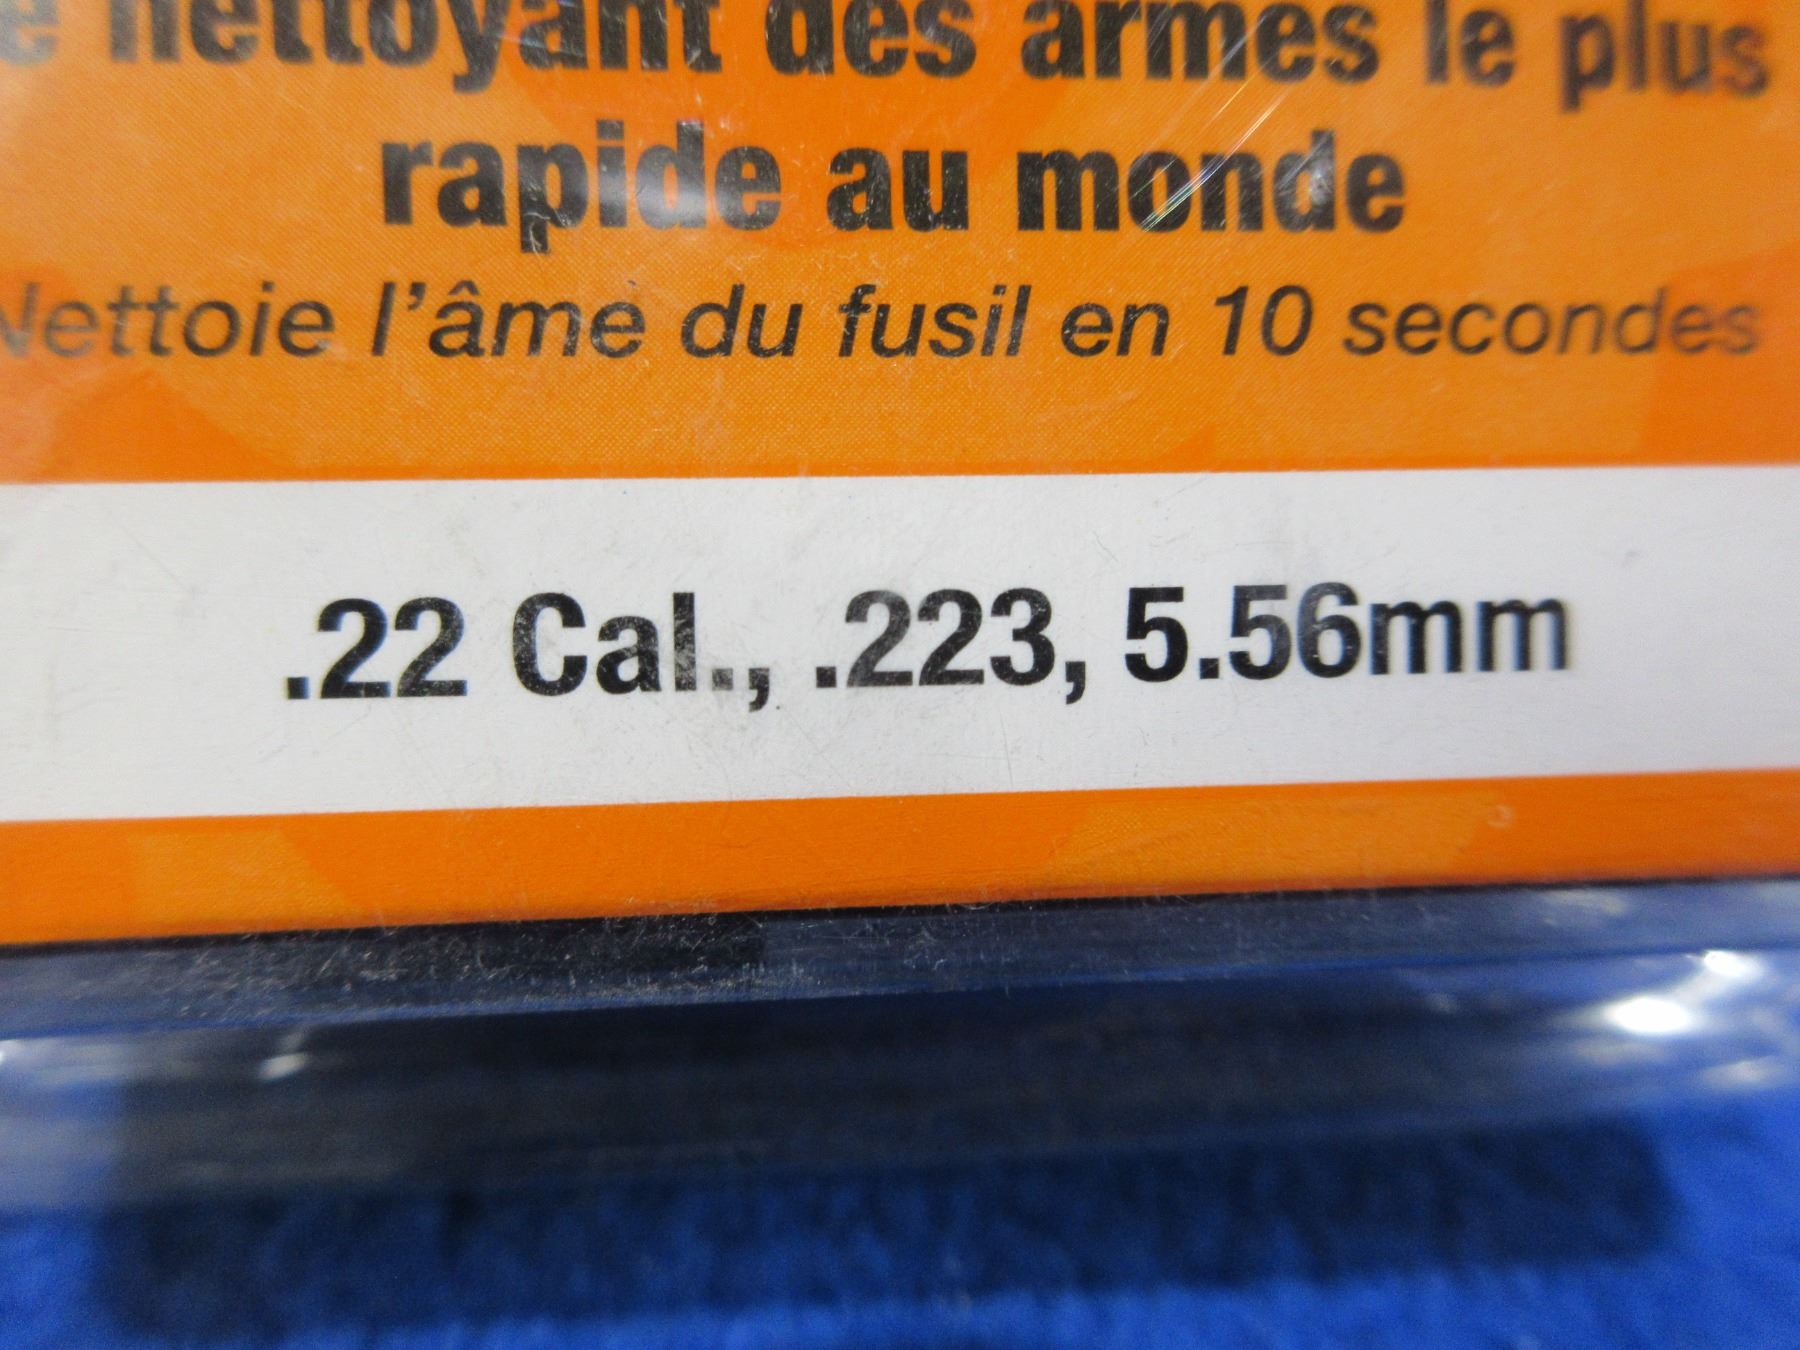 nettoyant des armes le plus
rapide au monde
Nettoie l'âme du fusil en 10 secondes
.22 Cal., .223, 5.56mm